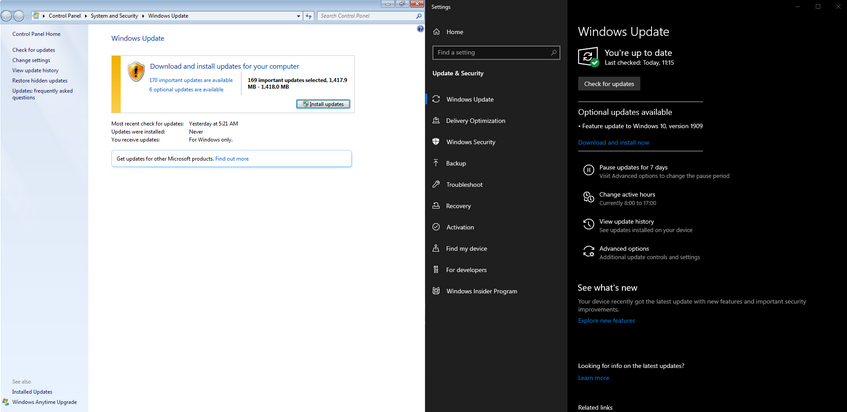 Control Panel ▸ System and Security ▸ Windows Update
Search Control Panel
Control Panel Home
Check for updates
Change settings
View update history
Restore hidden updates
Updates: frequently asked
questions
See also
Installed Updates
Windows Anytime Upgrade
Windows Update
Download and install updates for your computer
170 important updates are available
6 optional updates are available
169 important updates selected, 1,417.9
MB - 1,418.0 MB
Install updates
Most recent check for updates: Yesterday at 5:21 AM
Updates were installed: Never
You receive updates: For Windows only.
Get updates for other Microsoft products. Find out more
Settings
Home
Find a setting
Update & Security
Windows Update
Delivery Optimization
Windows Security
Backup
Troubleshoot
Recovery
Activation
Find my device
For developers
Windows Insider Program
Windows Update
You're up to date
Last checked: Today, 11:15
Check for updates
Optional updates available
• Feature update to Windows 10, version 1909
Download and install now
Pause updates for 7 days
Visit Advanced options to change the pause period
Change active hours
Currently 8:00 to 17:00
View update history
See updates installed on your device
Advanced options
Additional update controls and settings
See what's new
Your device recently got the latest update with new features and important security
improvements.
Explore new features
Looking for info on the latest updates?
Learn more
Related links